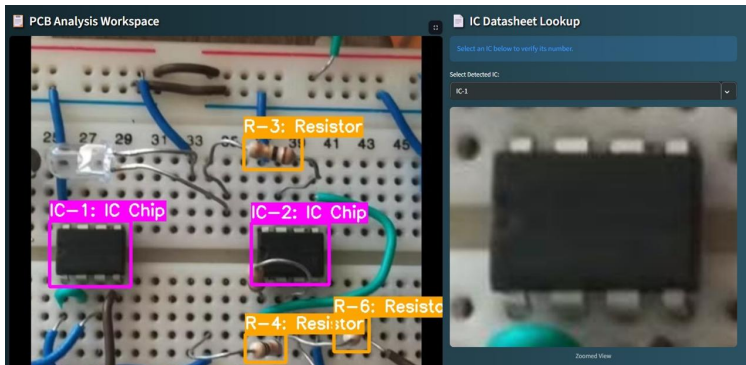 PCB Analysis Workspace
25 27 29 31 33 39 41 43 45
R-3: Resistor
IC-1: IC Chip
IC-2: IC Chip
R-6: Resisto
R-4: Resistor
IC Datasheet Lookup
Select an IC below to verify its number.
Select Detected IC:
IC-1
Zoomed View